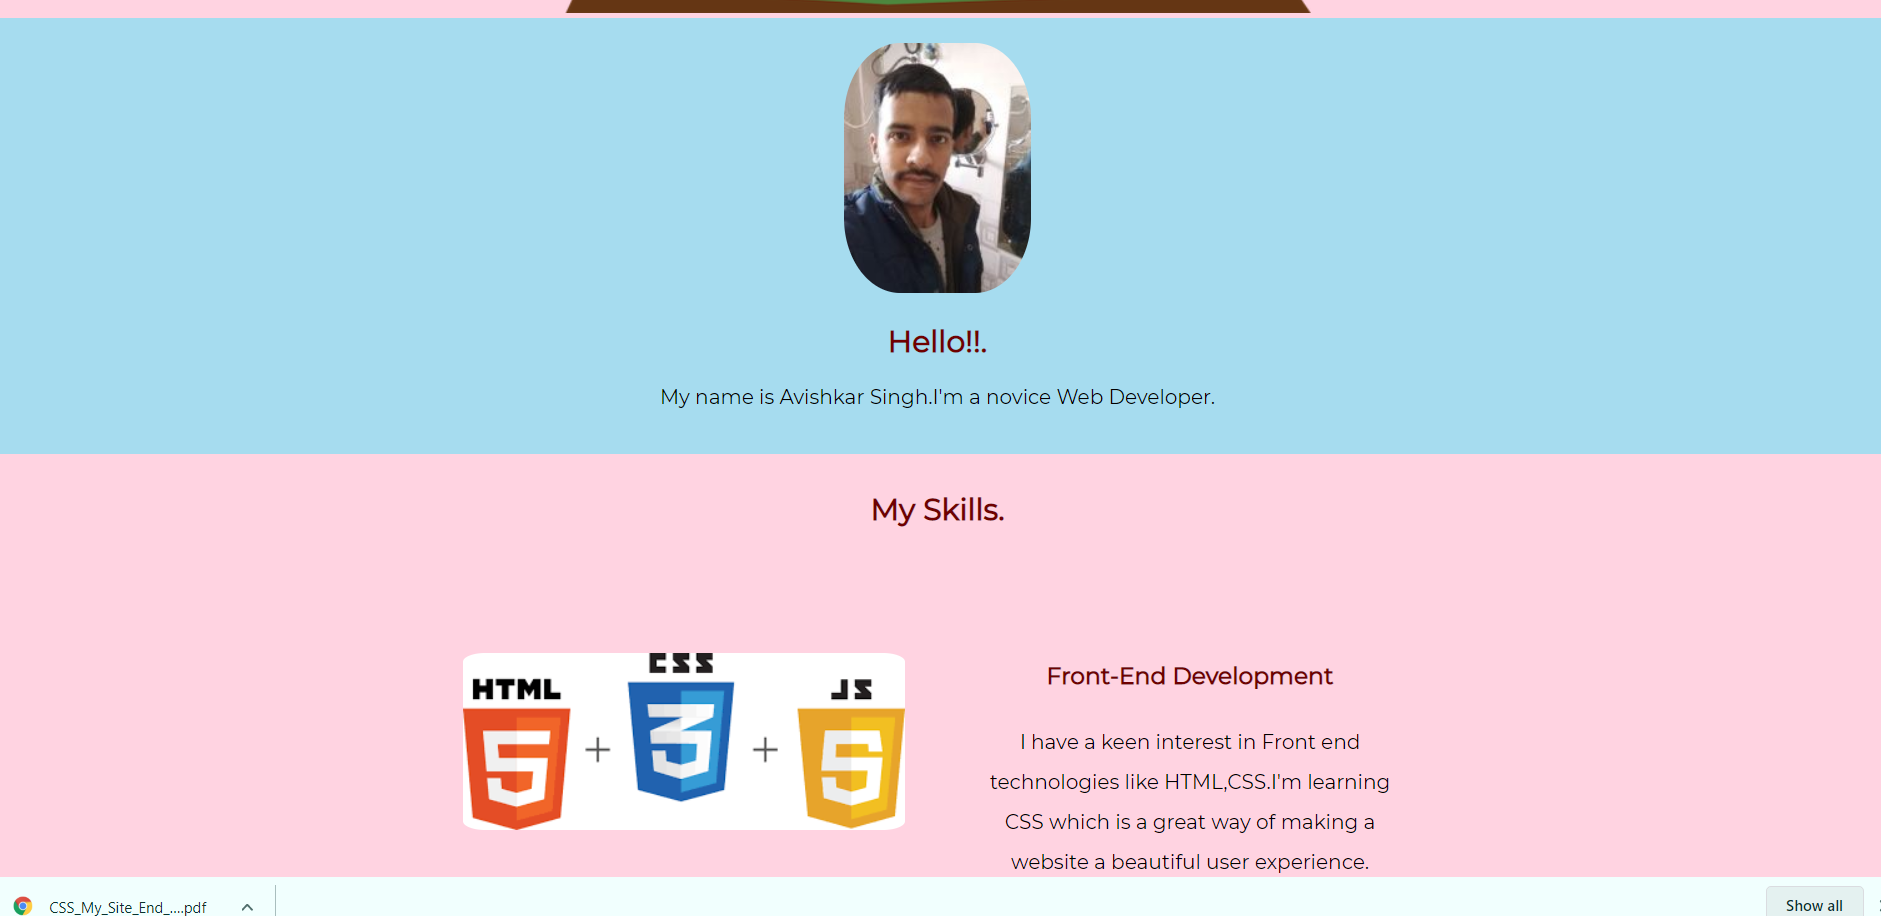 Hello!!.
My name is Avishkar Singh.I'm a novice Web Developer.
My Skills.
CSS
HTML
JS
5
3
5
Front-End Development
I have a keen interest in Front end
technologies like HTML,CSS.I'm learning
CSS which is a great way of making a
website a beautiful user experience.
CSS_My_Site_End_....pdf
Show all